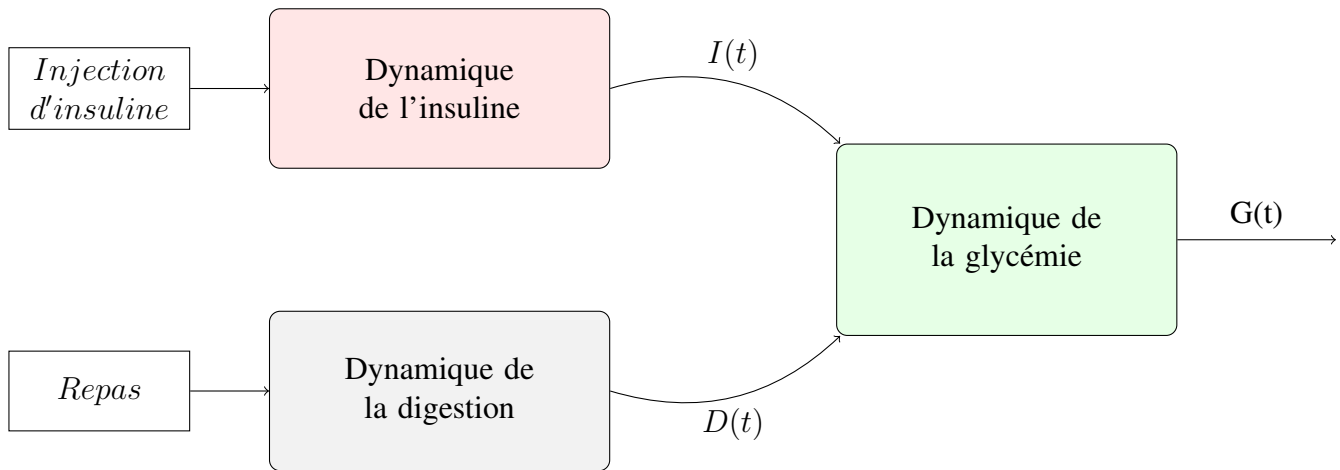 Injection
d'insuline
Dynamique
de l'insuline
I(t)
Dynamique de
la glycémie
G(t)
Repas
Dynamique de
la digestion
D(t)